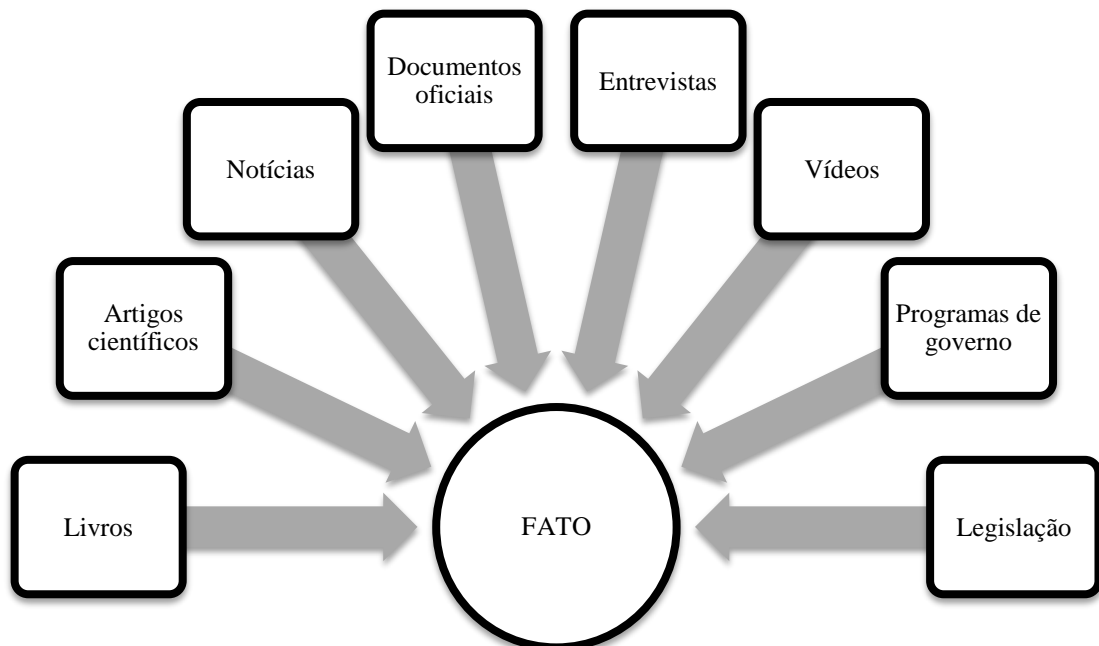 Documentos
oficiais
Entrevistas
Notícias
Vídeos
Artigos
científicos
Programas de
governo
Livros
FATO
Legislação